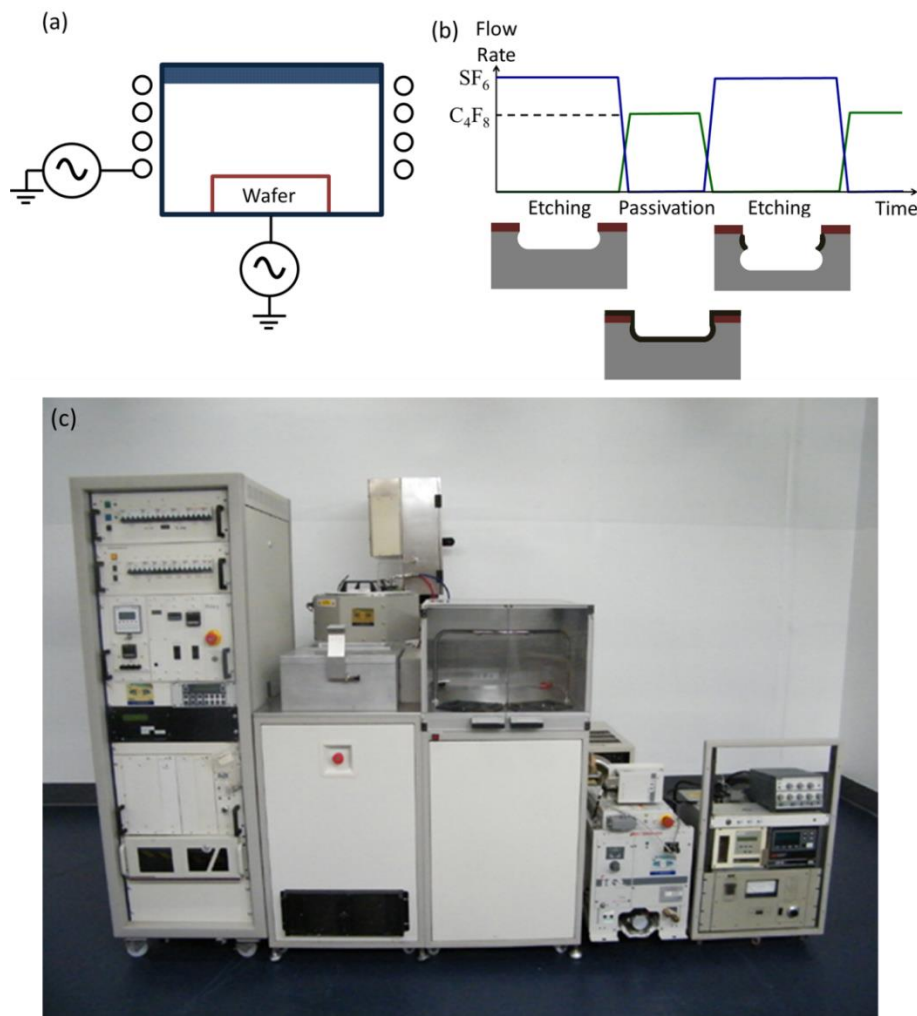 (a)
Wafer
(b)
Flow
Rate
SF6
C4F8
Etching Passivation Etching Time
(c)